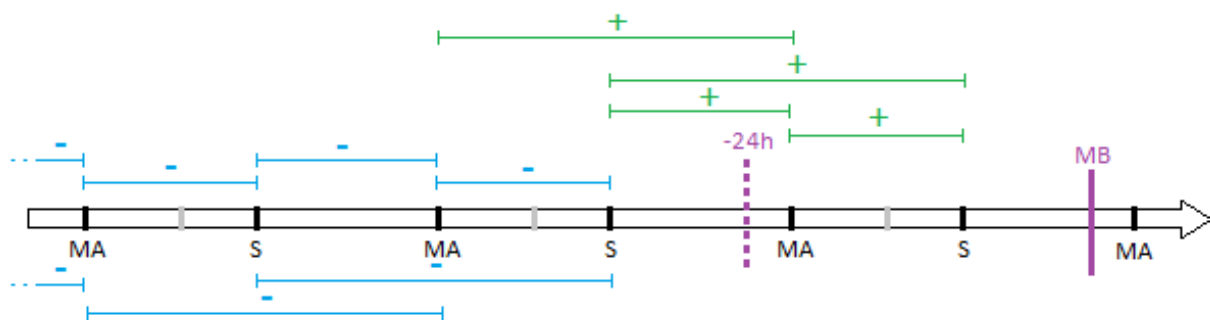 +
+
+
+
-24h
MB
- - - -
MA S MA S MA S MA
- -
-